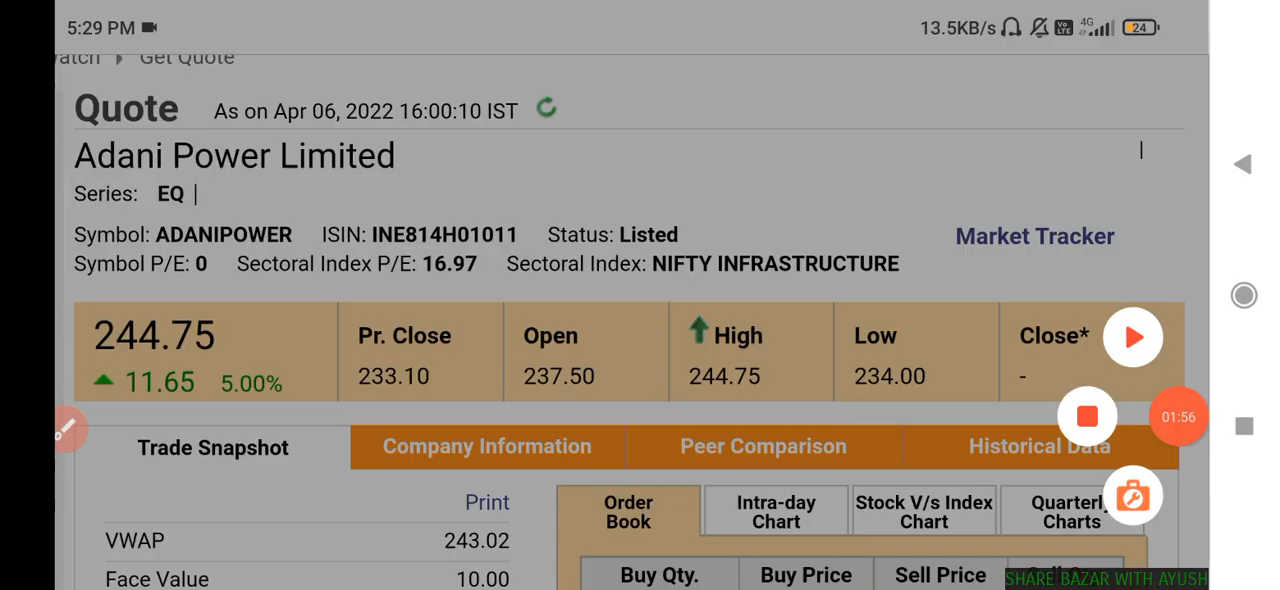 5:29 PM 13.5KB/s 4G 24
Get Quote
Quote As on Apr 06, 2022 16:00:10 IST
Adani Power Limited |
Series: EQ |
Symbol: ADANIPOWER ISIN: INE814H01011 Status: Listed Market Tracker
Symbol P/E: 0 Sectoral Index P/E: 16.97 Sectoral Index: NIFTY INFRASTRUCTURE
244.75 Pr. Close Open High Low Close*
11.65 5.00% 233.10 237.50 244.75 234.00 -
01:56
Trade Snapshot Company Information Peer Comparison Historical Data
Print Order Book Intra-day Chart Stock V/s Index Chart Quarterly Charts
VWAP 243.02
Face Value 10.00 Buy Qty. Buy Price Sell Price
SHARE BAZAR WITH AYUSH